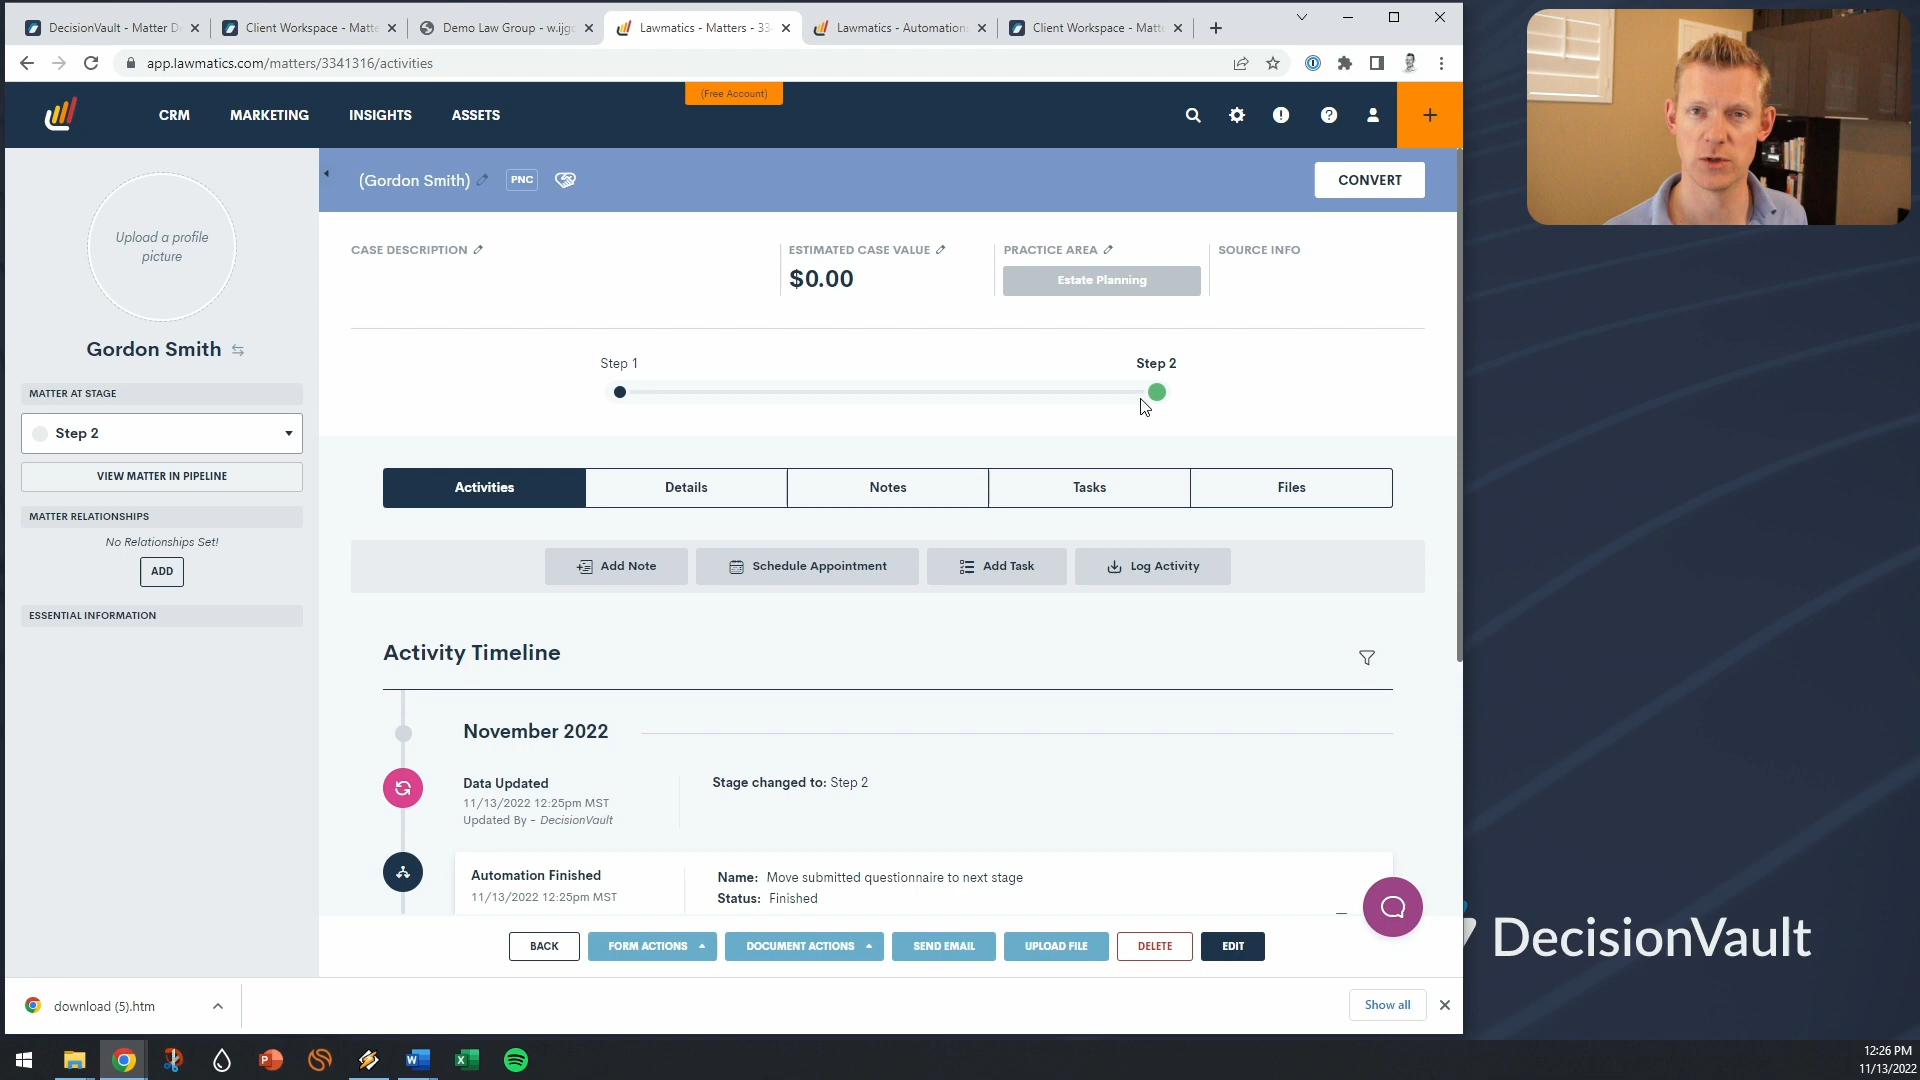 DecisionVault - Matter D
Client Workspace - Matte
Demo Law Group - w.ijgc
Lawmatics - Matters - 33
Lawmatics - Automation
Client Workspace - Matte
app.lawmatics.com/matters/3341316/activities
(Free Account)
CRM
MARKETING
INSIGHTS
ASSETS
Upload a profile
picture
Gordon Smith
MATTER AT STAGE
Step 2
VIEW MATTER IN PIPELINE
MATTER RELATIONSHIPS
No Relationships Set!
ADD
ESSENTIAL INFORMATION
(Gordon Smith)
PNC
CONVERT
CASE DESCRIPTION
ESTIMATED CASE VALUE
$0.00
PRACTICE AREA
Estate Planning
SOURCE INFO
Step 1
Step 2
Activities
Details
Notes
Tasks
Files
Add Note
Schedule Appointment
Add Task
Log Activity
Activity Timeline
November 2022
Data Updated
11/13/2022 12:25pm MST
Updated By - DecisionVault
Stage changed to: Step 2
Automation Finished
11/13/2022 12:25pm MST
Name: Move submitted questionnaire to next stage
Status: Finished
BACK
FORM ACTIONS
DOCUMENT ACTIONS
SEND EMAIL
UPLOAD FILE
DELETE
EDIT
DecisionVault
download (5).htm
Show all
12:26 PM
11/13/2022